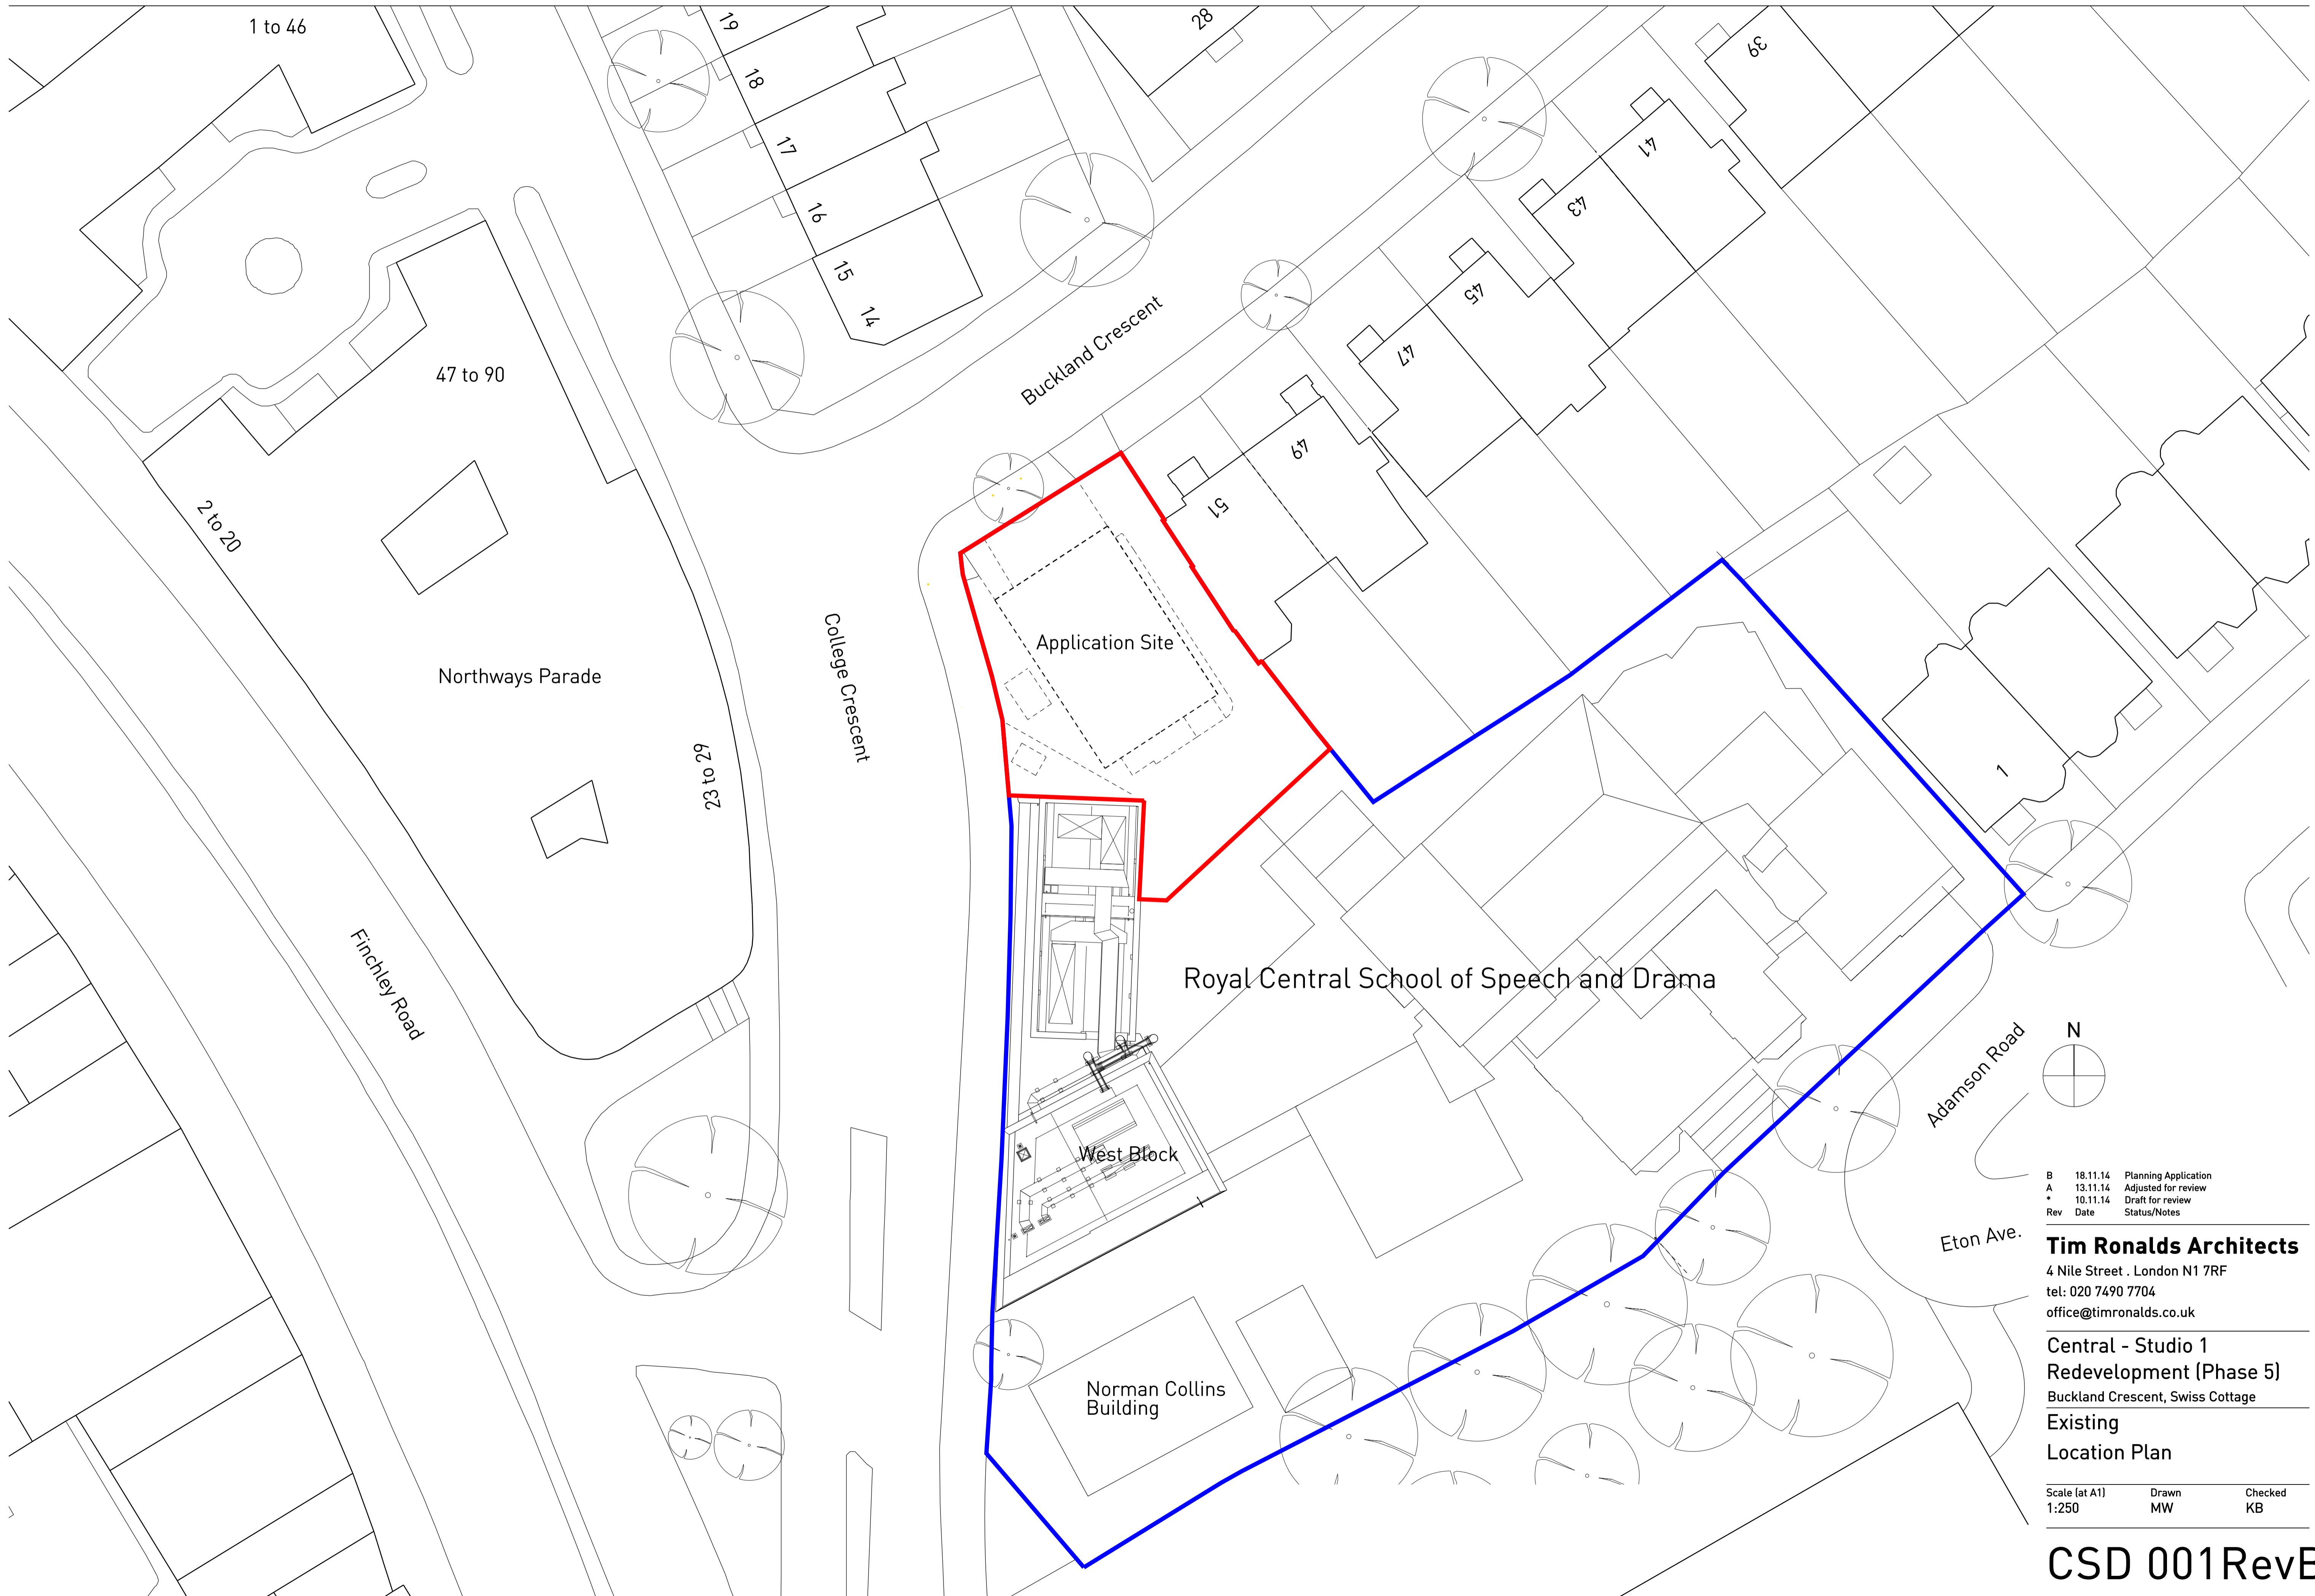 1 to 46
19
28
39
18
17
41
16
43
15
45
14
Buckland Crescent
47
47 to 90
49
51
2 to 20
Application Site
College Crescent
Northways Parade
23 to 29
1
Finchley Road
Royal Central School of Speech and Drama
West Block
Norman Collins
Building
Adamson Road
N
Eton Ave.
B 18.11.14 Planning Application
A 13.11.14 Adjusted for review
* 10.11.14 Draft for review
Rev Date Status/Notes
Tim Ronalds Architects
4 Nile Street . London N1 7RF
tel: 020 7490 7704
office@timronalds.co.uk
Central - Studio 1
Redevelopment (Phase 5)
Buckland Crescent, Swiss Cottage
Existing
Location Plan
Scale (at A1) Drawn Checked
1:250 MW KB
CSD 001RevB